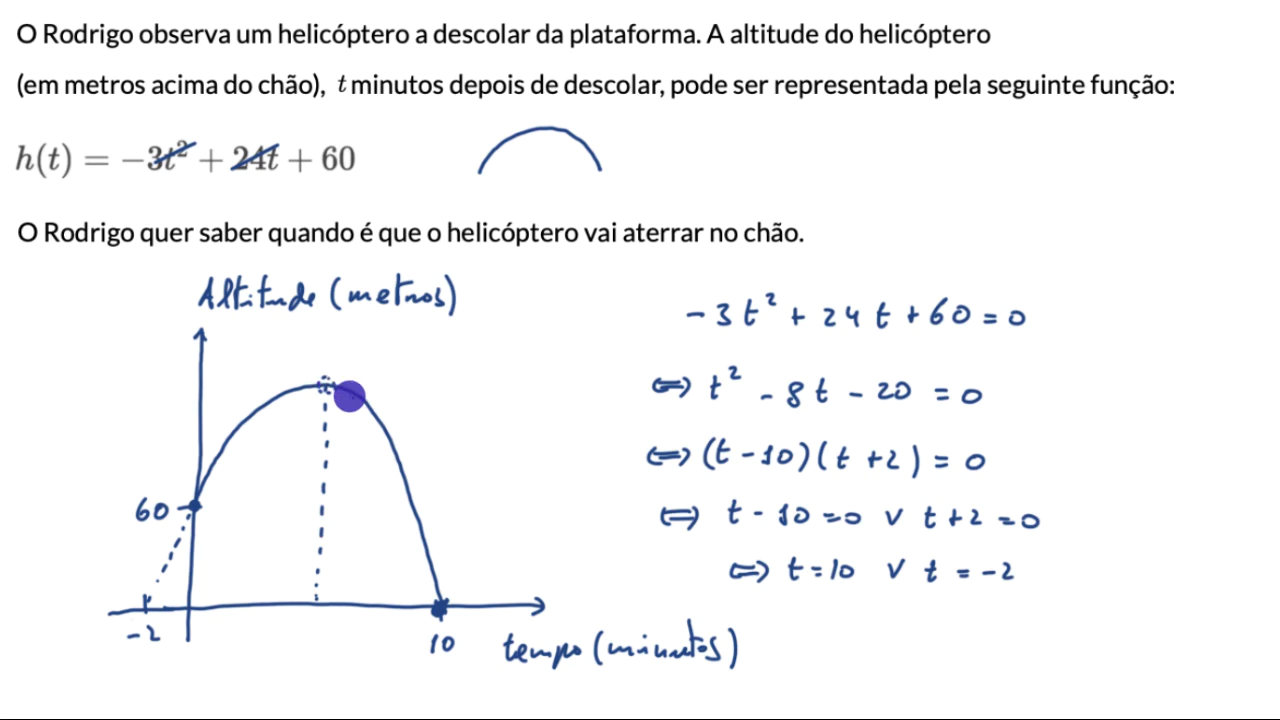 O Rodrigo observa um helicóptero a descolar da plataforma. A altitude do helicóptero
(em metros acima do chão), t minutos depois de descolar, pode ser representada pela seguinte função:
h(t) = −3t² + 24t + 60
O Rodrigo quer saber quando é que o helicóptero vai aterrar no chão.
Altitude (metros)
60
-2
10
tempo (minutos)
-3t² + 24t + 60 = 0
⇔ t² - 8t - 20 = 0
⇔ (t - 10)(t + 2) = 0
⇔ t - 10 = 0 ∨ t + 2 = 0
⇔ t = 10 ∨ t = -2